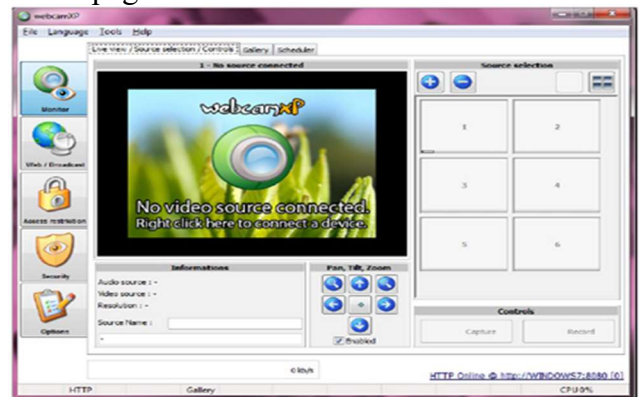 webcamXP
File Language Tools Help
Live view / Source selection / Controls Gallery Scheduler
1 - No source connected
Source selection
Monitor
webcamXP
1 2
Web / Broadcast
3 4
No video source connected.
Right click here to connect a device.
Access restriction
5 6
Security
Informations
Pan, Tilt, Zoom
Audio source : -
Video source : -
Resolution : -
Source Name :
-
Enabled
Controls
Capture Record
Options
0 kb/s
HTTP Online @ http://WINDOWS7:8080 [0]
HTTP Gallery CPU:0%